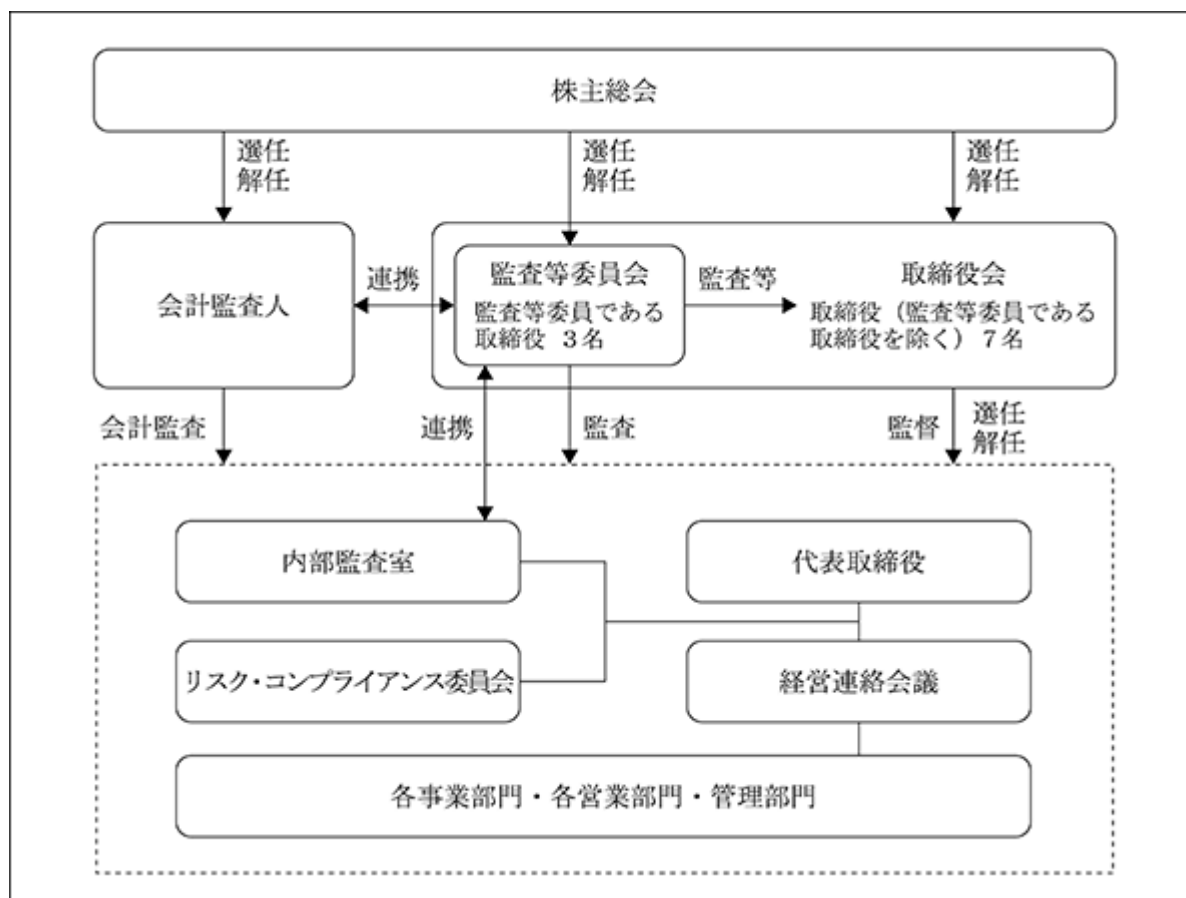 株主総会
選任
解任
選任
解任
選任
解任
会計監査人
連携
監査等委員会
監査等委員である
取締役 3名
監査等
取締役会
取締役（監査等委員である
取締役を除く）7名
会計監査
連携
監査
監督
選任
解任
内部監査室
代表取締役
リスク・コンプライアンス委員会
経営連絡会議
各事業部門・各営業部門・管理部門